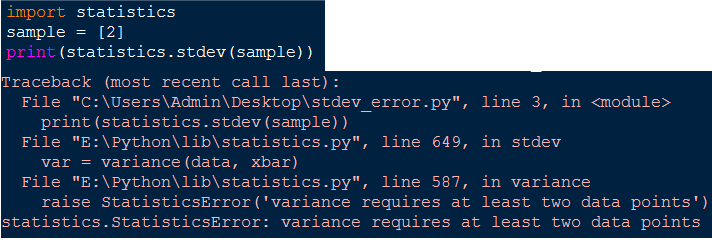 import statistics
sample = [2]
print(statistics.stdev(sample))
Traceback (most recent call last):
  File "C:\Users\Admin\Desktop\stdev_error.py", line 3, in <module>
    print(statistics.stdev(sample))
  File "E:\Python\lib\statistics.py", line 649, in stdev
    var = variance(data, xbar)
  File "E:\Python\lib\statistics.py", line 587, in variance
    raise StatisticsError('variance requires at least two data points')
statistics.StatisticsError: variance requires at least two data points